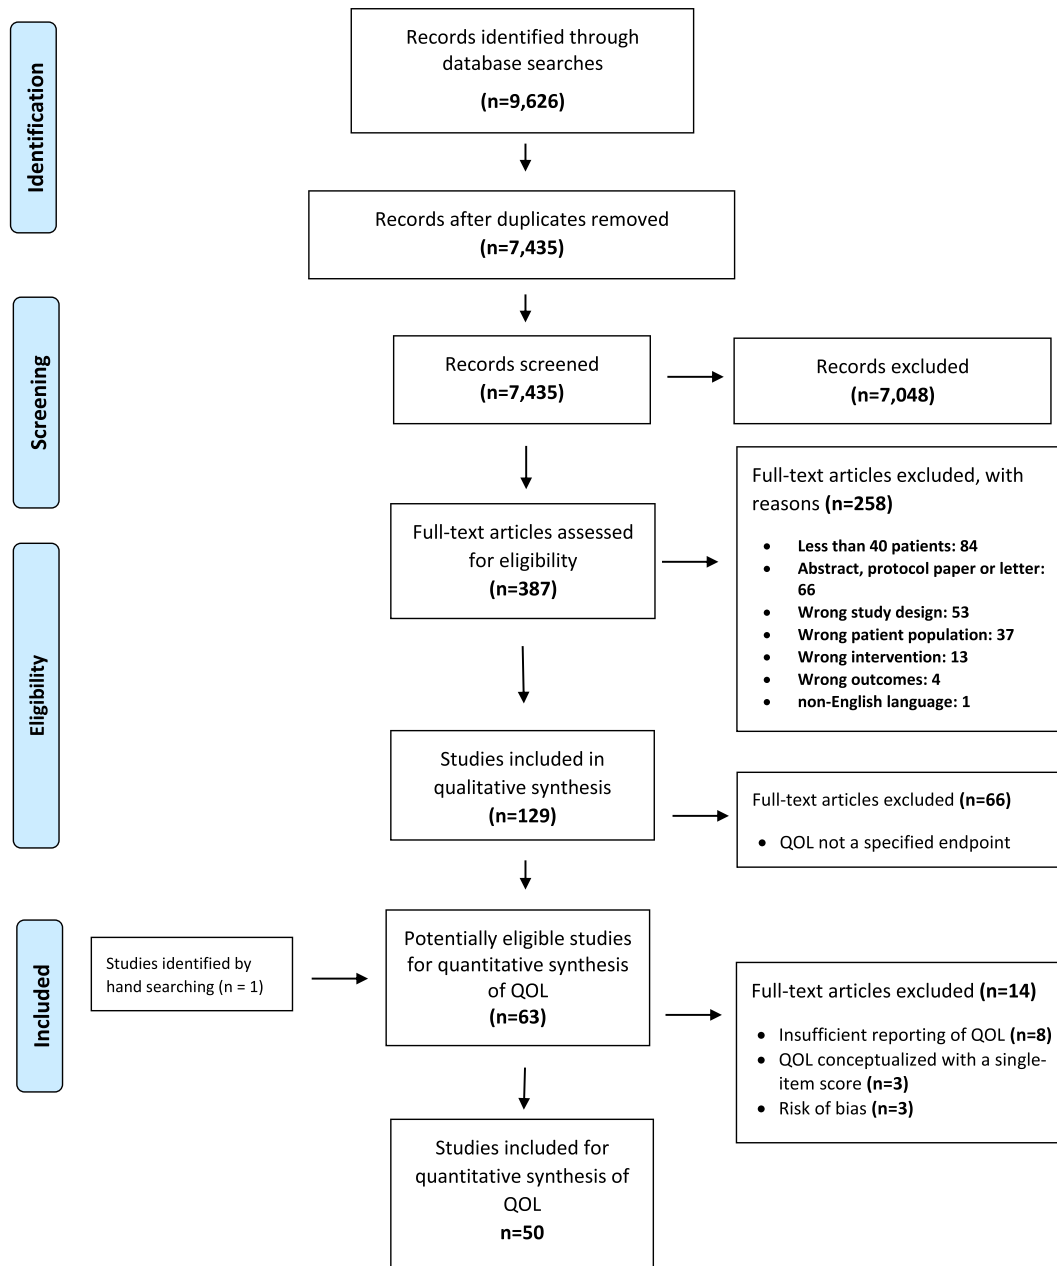 Identification
Records identified through
database searches
(n=9,626)
Records after duplicates removed
(n=7,435)
Screening
Records screened
(n=7,435)
Records excluded
(n=7,048)
Eligibility
Full-text articles assessed
for eligibility
(n=387)
Full-text articles excluded, with
reasons (n=258)
• Less than 40 patients: 84
• Abstract, protocol paper or letter:
66
• Wrong study design: 53
• Wrong patient population: 37
• Wrong intervention: 13
• Wrong outcomes: 4
• non-English language: 1
Studies included in
qualitative synthesis
(n=129)
Full-text articles excluded (n=66)
• QOL not a specified endpoint
Included
Studies identified by
hand searching (n = 1)
Potentially eligible studies
for quantitative synthesis
of QOL
(n=63)
Full-text articles excluded (n=14)
• Insufficient reporting of QOL (n=8)
• QOL conceptualized with a single-
item score (n=3)
• Risk of bias (n=3)
Studies included for
quantitative synthesis of
QOL
n=50